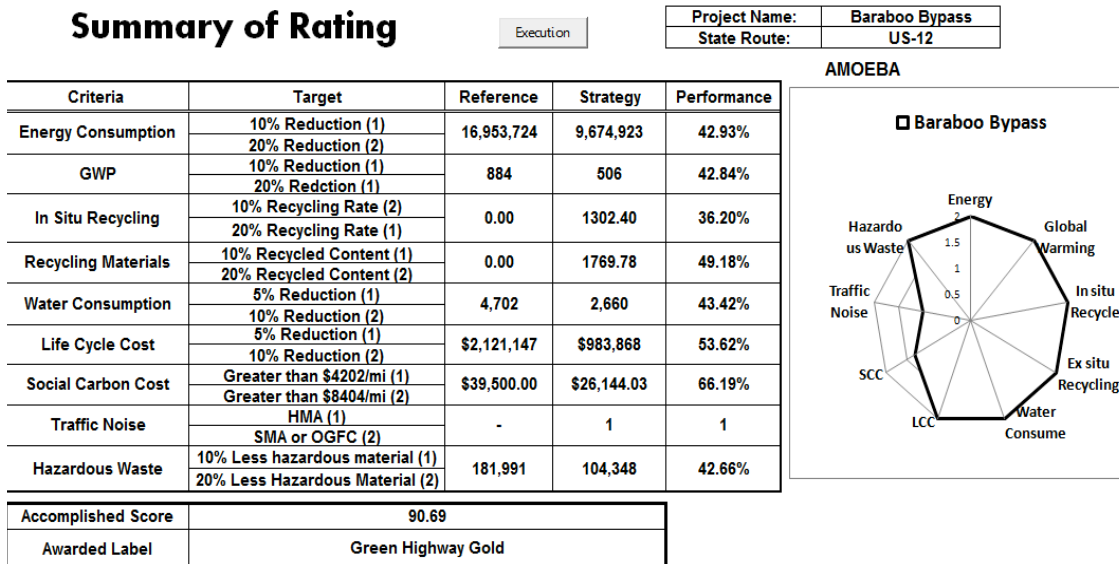 Summary of Rating
Execution
Project Name: Baraboo Bypass
State Route: US-12
Criteria Target Reference Strategy Performance
Energy Consumption 10% Reduction (1) 16,953,724 9,674,923 42.93%
20% Reduction (2)
GWP 10% Reduction (1) 884 506 42.84%
20% Redction (1)
In Situ Recycling 10% Recycling Rate (2) 0.00 1302.40 36.20%
20% Recycling Rate (1)
Recycling Materials 10% Recycled Content (1) 0.00 1769.78 49.18%
20% Recycled Content (2)
Water Consumption 5% Reduction (1) 4,702 2,660 43.42%
10% Reduction (2)
Life Cycle Cost 5% Reduction (1) $2,121,147 $983,868 53.62%
10% Reduction (2)
Social Carbon Cost Greater than $4202/mi (1) $39,500.00 $26,144.03 66.19%
Greater than $8404/mi (2)
Traffic Noise HMA (1) - 1 1
SMA or OGFC (2)
Hazardous Waste 10% Less hazardous material (1) 181,991 104,348 42.66%
20% Less Hazardous Material (2)
Accomplished Score 90.69
Awarded Label Green Highway Gold
AMOEBA
Baraboo Bypass
Energy
Global
Warming
In situ
Recycle
Ex situ
Recycling
Water
Consume
LCC
SCC
Traffic
Noise
Hazardo
us Waste
2
1.5
1
0.5
0